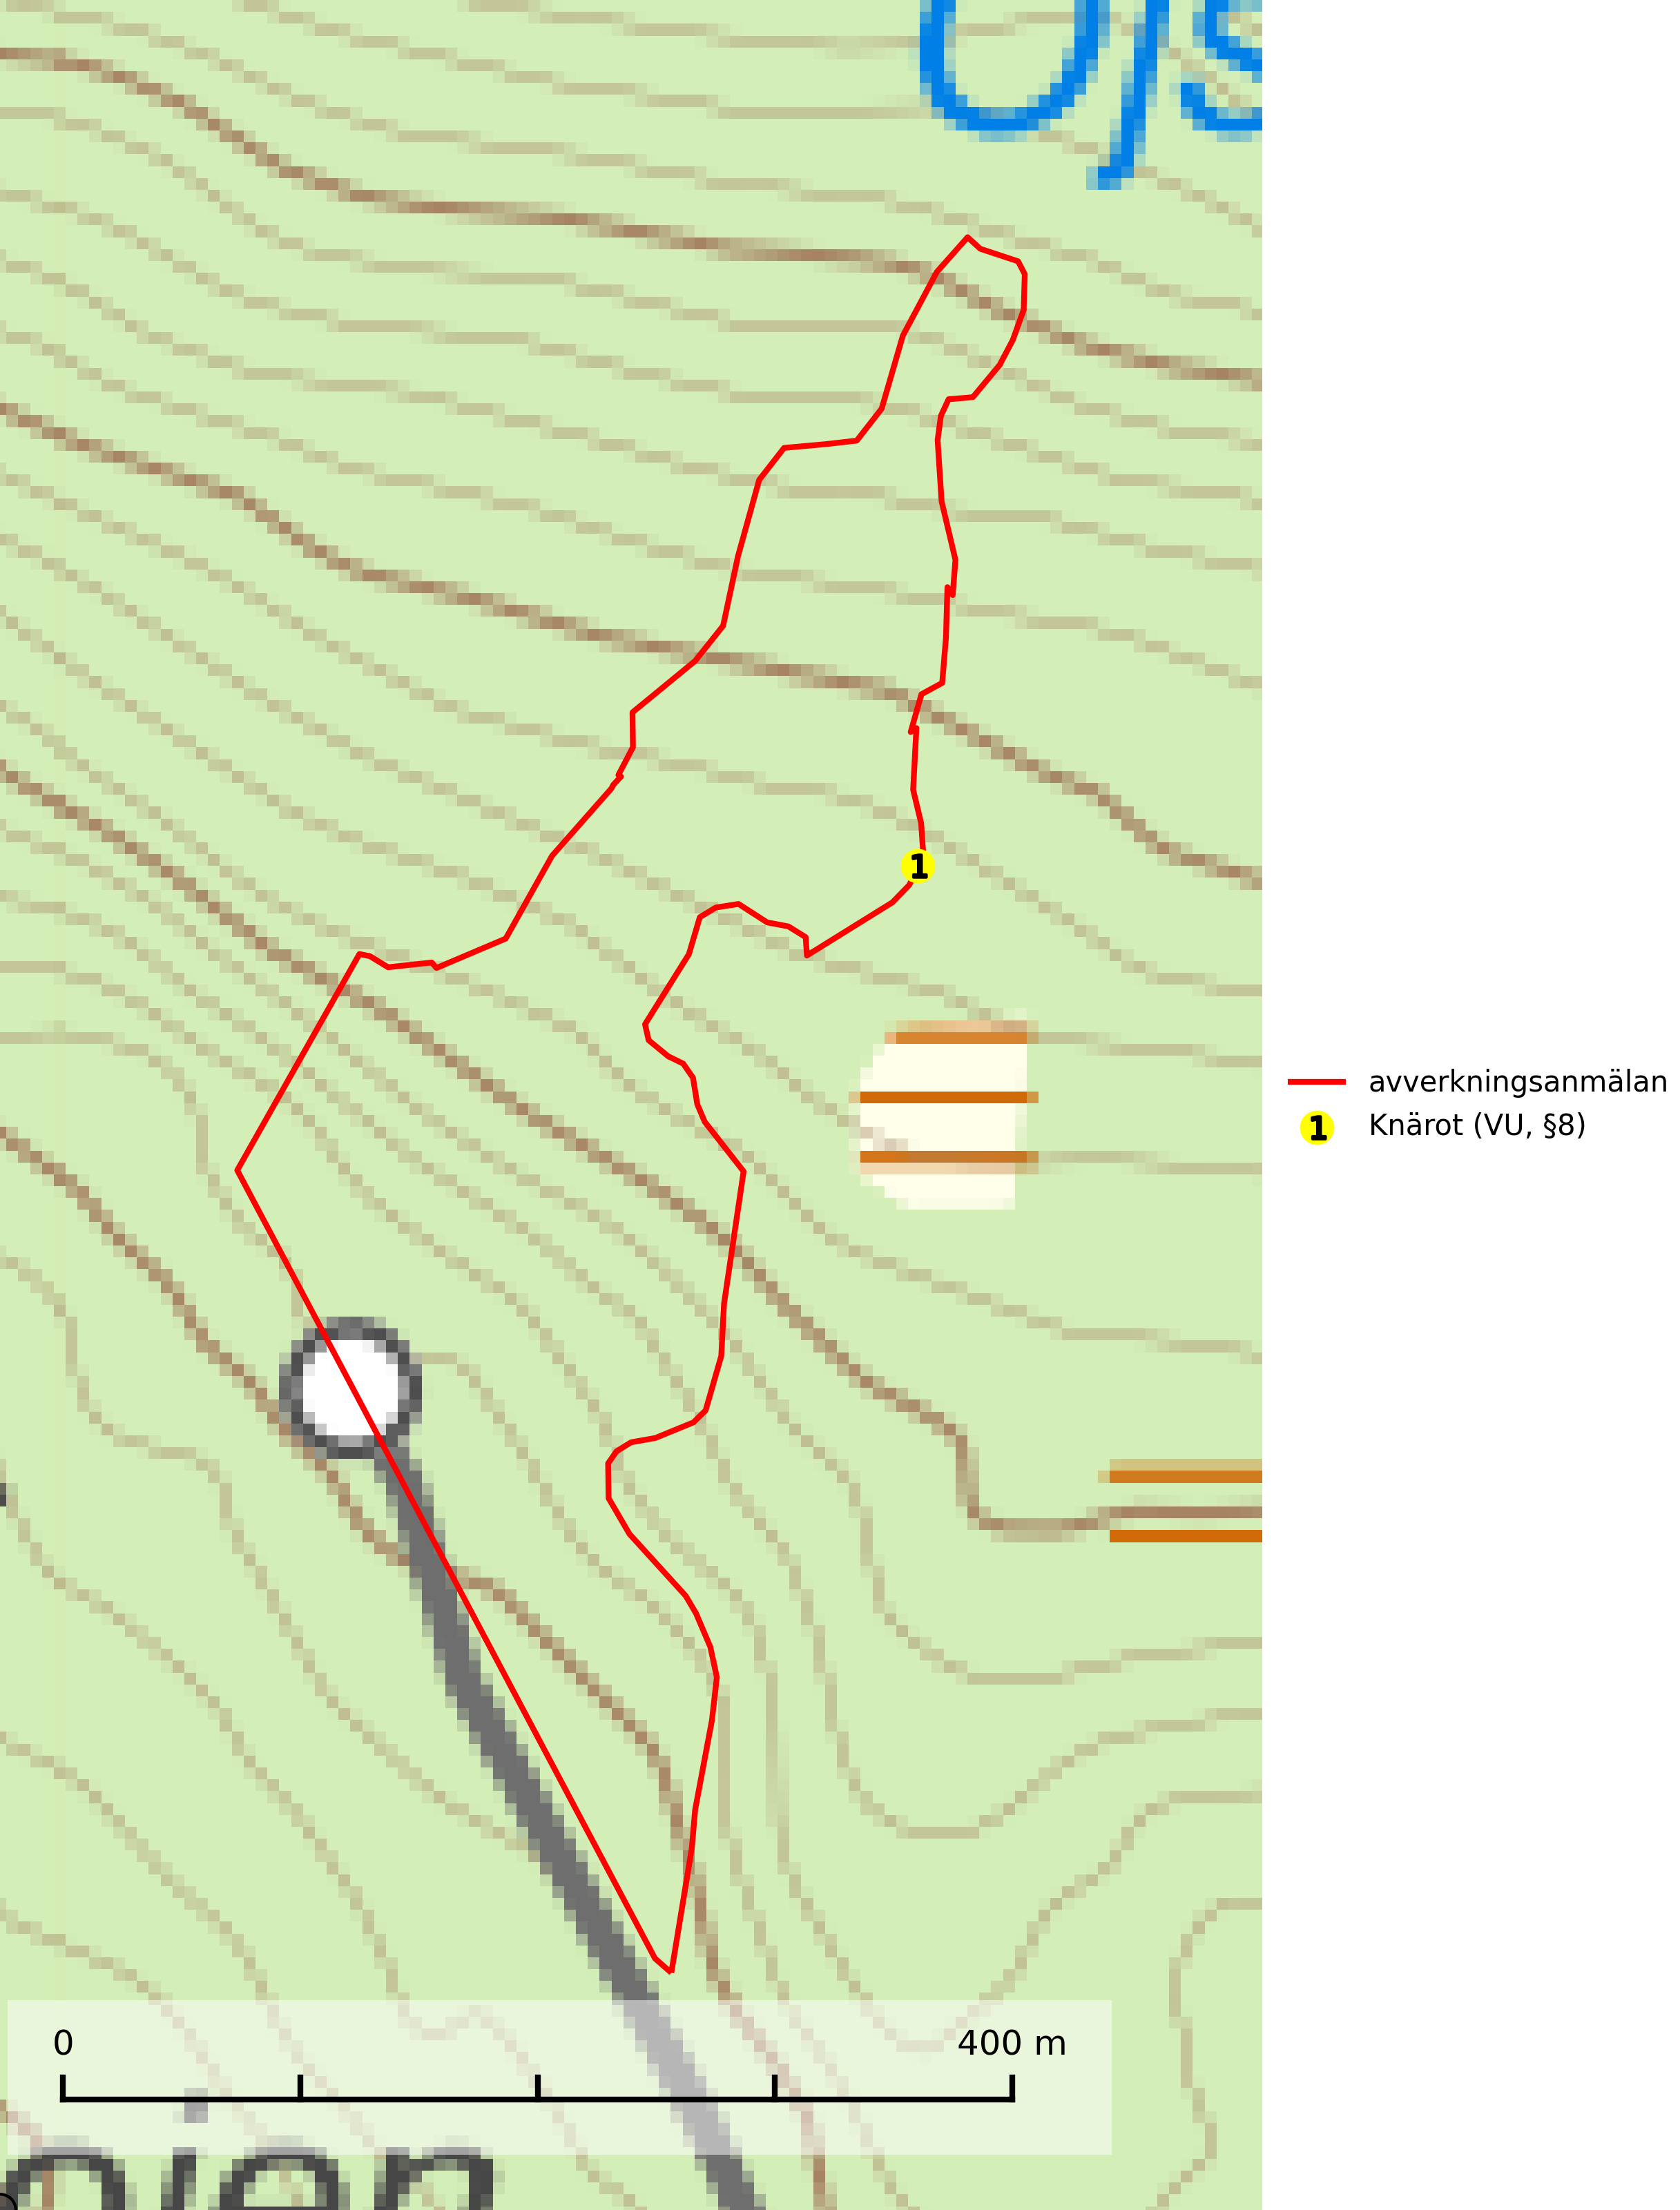 avverkningsanmälan
1 Knärot (VU, §8)
1
0 400 m